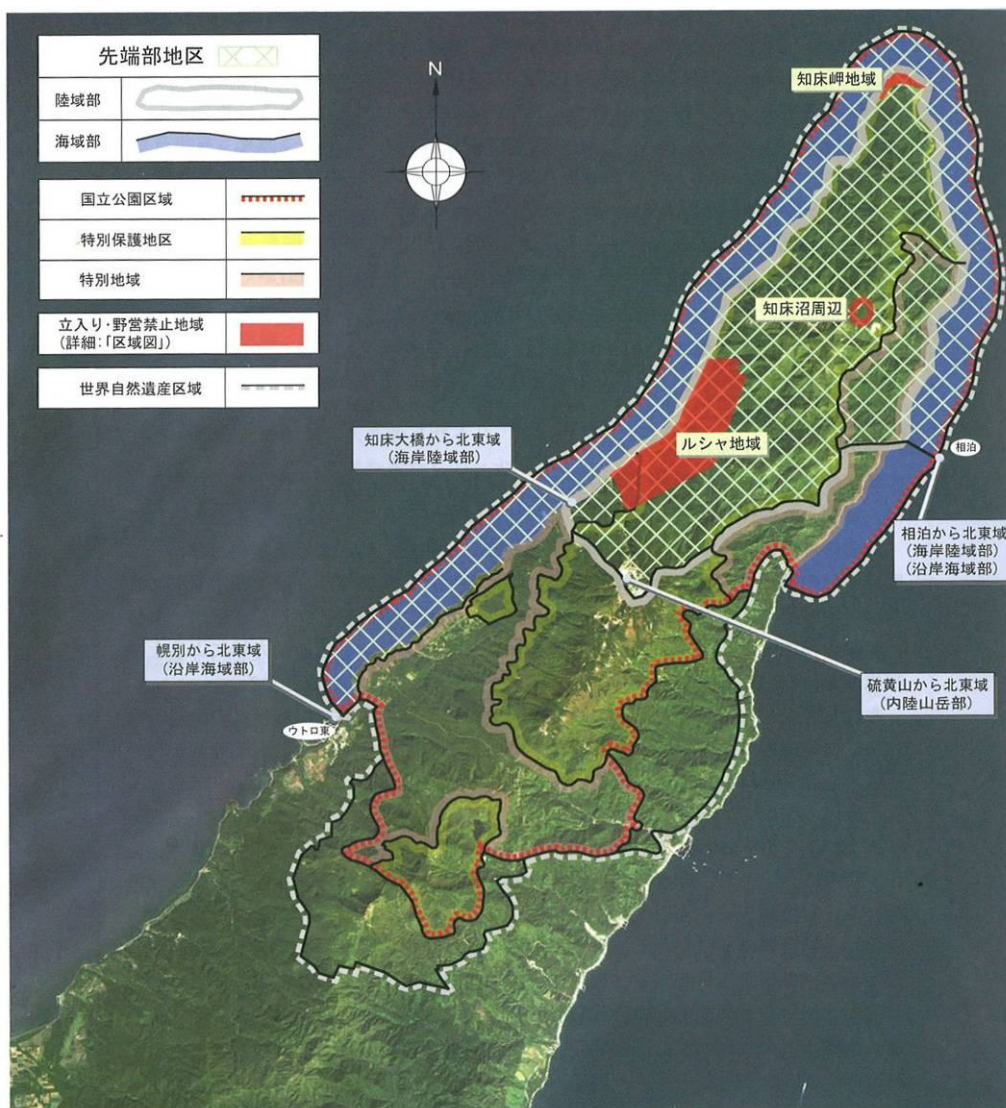 先端部地区
陸域部
海域部
国立公園区域
特別保護地区
特別地域
立入り・野営禁止地域
(詳細:「区域図」)
世界自然遺産区域
N
知床岬地域
知床沼周辺
ルシャ地域
知床大橋から北東域
(海岸陸域部)
相泊
相泊から北東域
(海岸陸域部)
(沿岸海域部)
幌別から北東域
(沿岸海域部)
ウトロ東
硫黄山から北東域
(内陸山岳部)